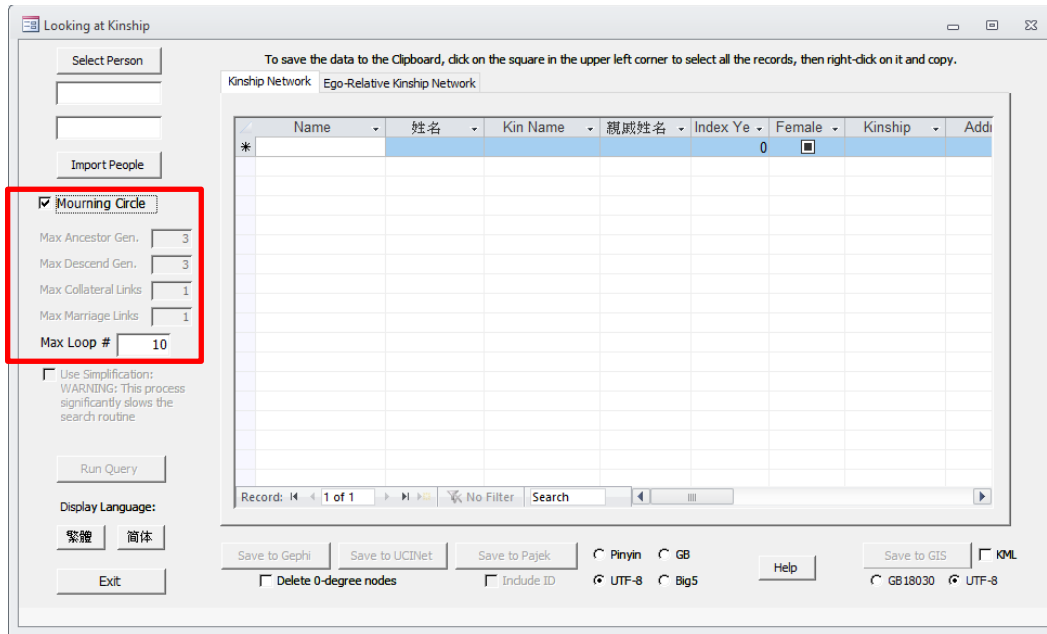 Looking at Kinship
Select Person
To save the data to the Clipboard, click on the square in the upper left corner to select all the records, then right-click on it and copy.
Kinship Network
Ego-Relative Kinship Network
Name 姓名 Kin Name 親戚姓名 Index Ye Female Kinship Addr
0
Import People
Mourning Circle
Max Ancestor Gen. 3
Max Descend Gen. 3
Max Collateral Links 1
Max Marriage Links 1
Max Loop # 10
Use Simplification:
WARNING: This process
significantly slows the
search routine
Run Query
Record: 1 of 1 No Filter Search
Display Language:
繁體 简体
Exit
Save to Gephi Save to UCINet Save to Pajek Pinyin GB Help Save to GIS KML
Delete 0-degree nodes Include ID UTF-8 Big5 GB18030 UTF-8